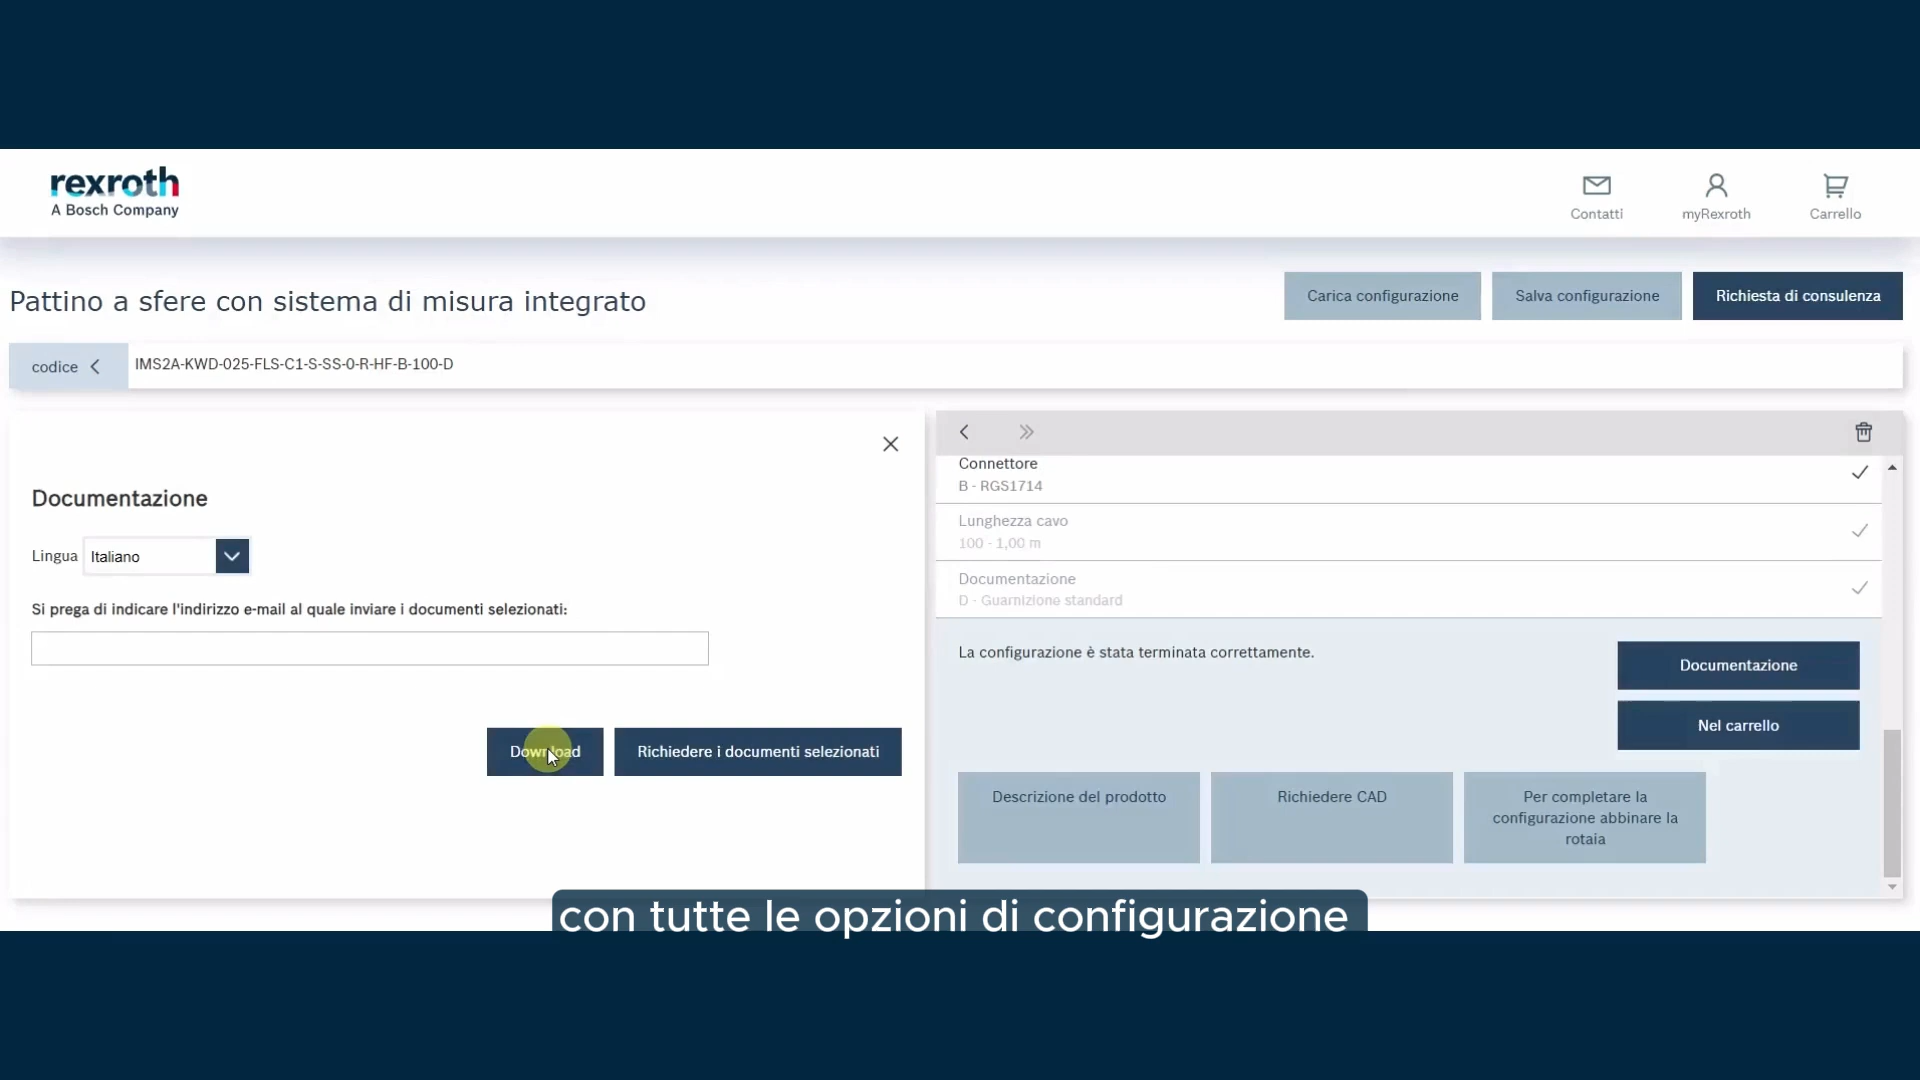 rexroth
A Bosch Company
Contatti
myRexroth
Carrello
Pattino a sfere con sistema di misura integrato
Carica configurazione
Salva configurazione
Richiesta di consulenza
codice
IMS2A-KWD-025-FLS-C1-S-SS-0-R-HF-B-100-D
Documentazione
Lingua
Italiano
Si prega di indicare l'indirizzo e-mail al quale inviare i documenti selezionati:
Download
Richiedere i documenti selezionati
Connettore
B - RGS1714
Lunghezza cavo
100 - 1,00 m
Documentazione
D - Guarnizione standard
La configurazione è stata terminata correttamente.
Documentazione
Nel carrello
Descrizione del prodotto
Richiedere CAD
Per completare la
configurazione abbinare la
rotaia
con tutte le opzioni di configurazione